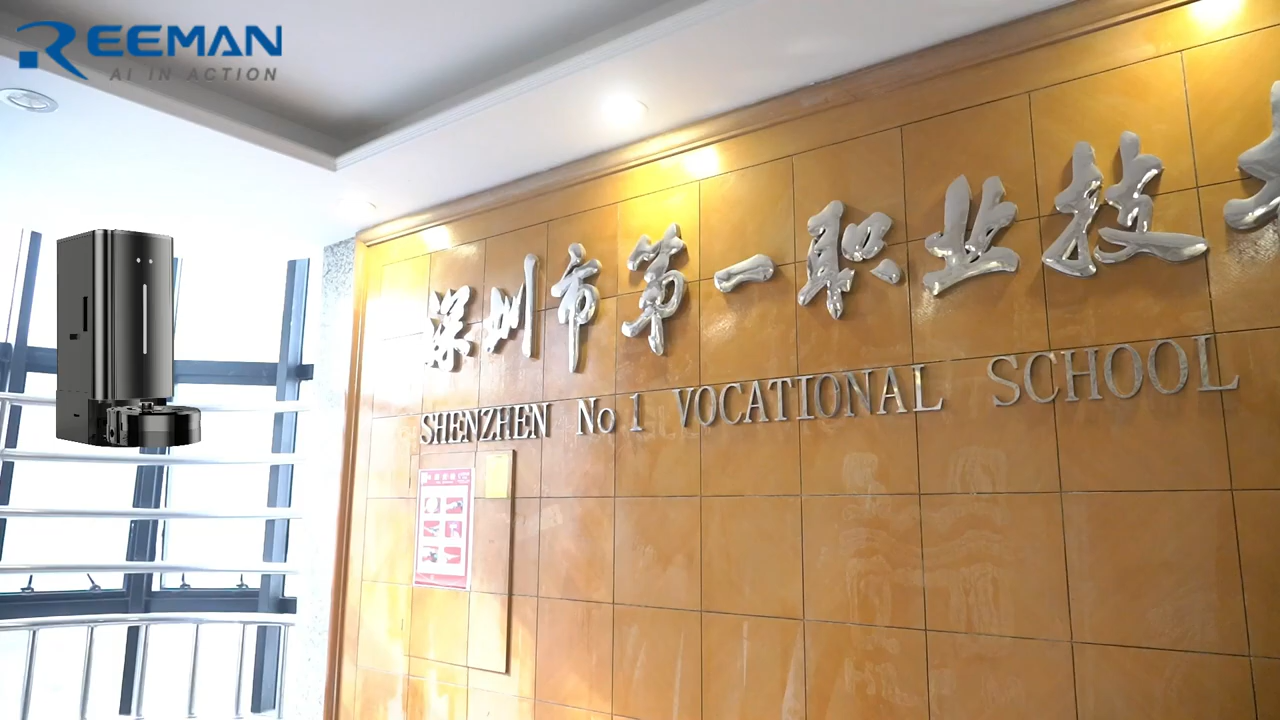 REEMAN
AI IN ACTION
深圳市第一职业技
SHENZHEN No 1 VOCATIONAL SCHOOL